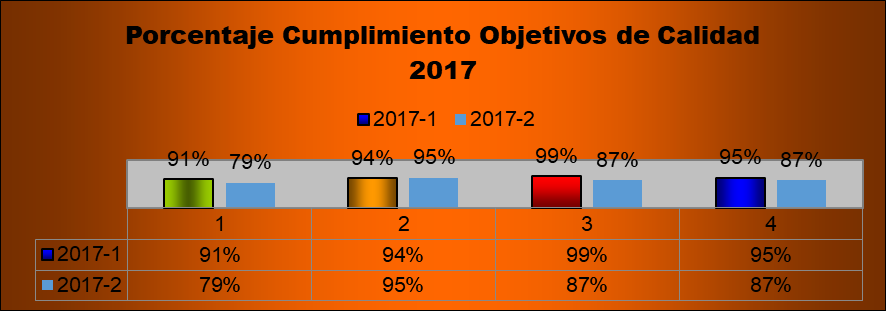 Porcentaje Cumplimiento Objetivos de Calidad
2017
2017-1 2017-2
91% 79% 94% 95% 99% 87% 95% 87%
1 2 3 4
2017-1 91% 94% 99% 95%
2017-2 79% 95% 87% 87%